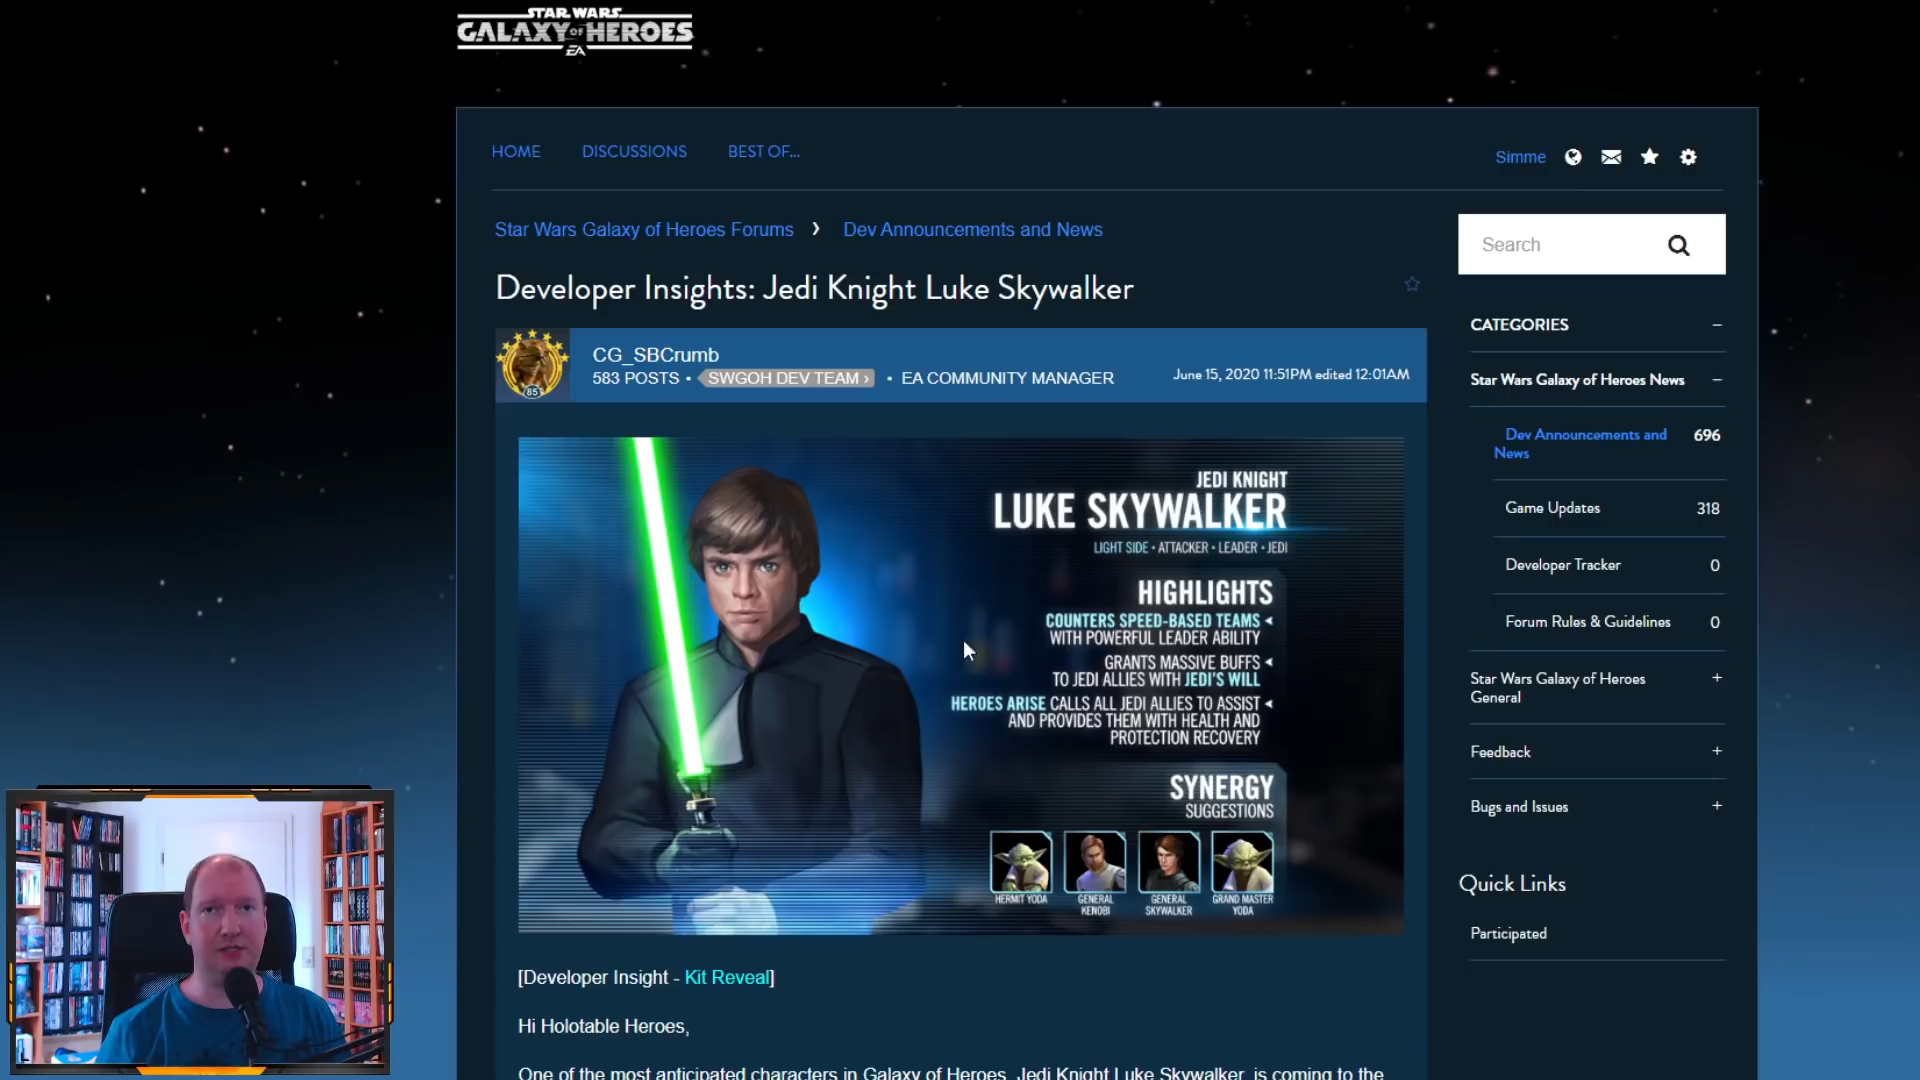 STAR WARS
GALAXY OF HEROES
EA
HOME DISCUSSIONS BEST OF...
Simme
Star Wars Galaxy of Heroes Forums › Dev Announcements and News
Search
Developer Insights: Jedi Knight Luke Skywalker
CG_SBCrumb
583 POSTS • SWGOH DEV TEAM › • EA COMMUNITY MANAGER
June 15, 2020 11:51PM edited 12:01AM
85
JEDI KNIGHT
LUKE SKYWALKER
LIGHT SIDE • ATTACKER • LEADER • JEDI
HIGHLIGHTS
COUNTERS SPEED-BASED TEAMS
WITH POWERFUL LEADER ABILITY
GRANTS MASSIVE BUFFS
TO JEDI ALLIES WITH JEDI'S WILL
HEROES ARISE CALLS ALL JEDI ALLIES TO ASSIST
AND PROVIDES THEM WITH HEALTH AND
PROTECTION RECOVERY
SYNERGY
SUGGESTIONS
HERMIT YODA
GENERAL
KENOBI
GENERAL
SKYWALKER
GRAND MASTER
YODA
[Developer Insight - Kit Reveal]
Hi Holotable Heroes,
One of the most anticipated characters in Galaxy of Heroes, Jedi Knight Luke Skywalker, is coming to the
CATEGORIES −
Star Wars Galaxy of Heroes News −
Dev Announcements and 696
News
Game Updates 318
Developer Tracker 0
Forum Rules & Guidelines 0
Star Wars Galaxy of Heroes +
General
Feedback +
Bugs and Issues +
Quick Links
Participated